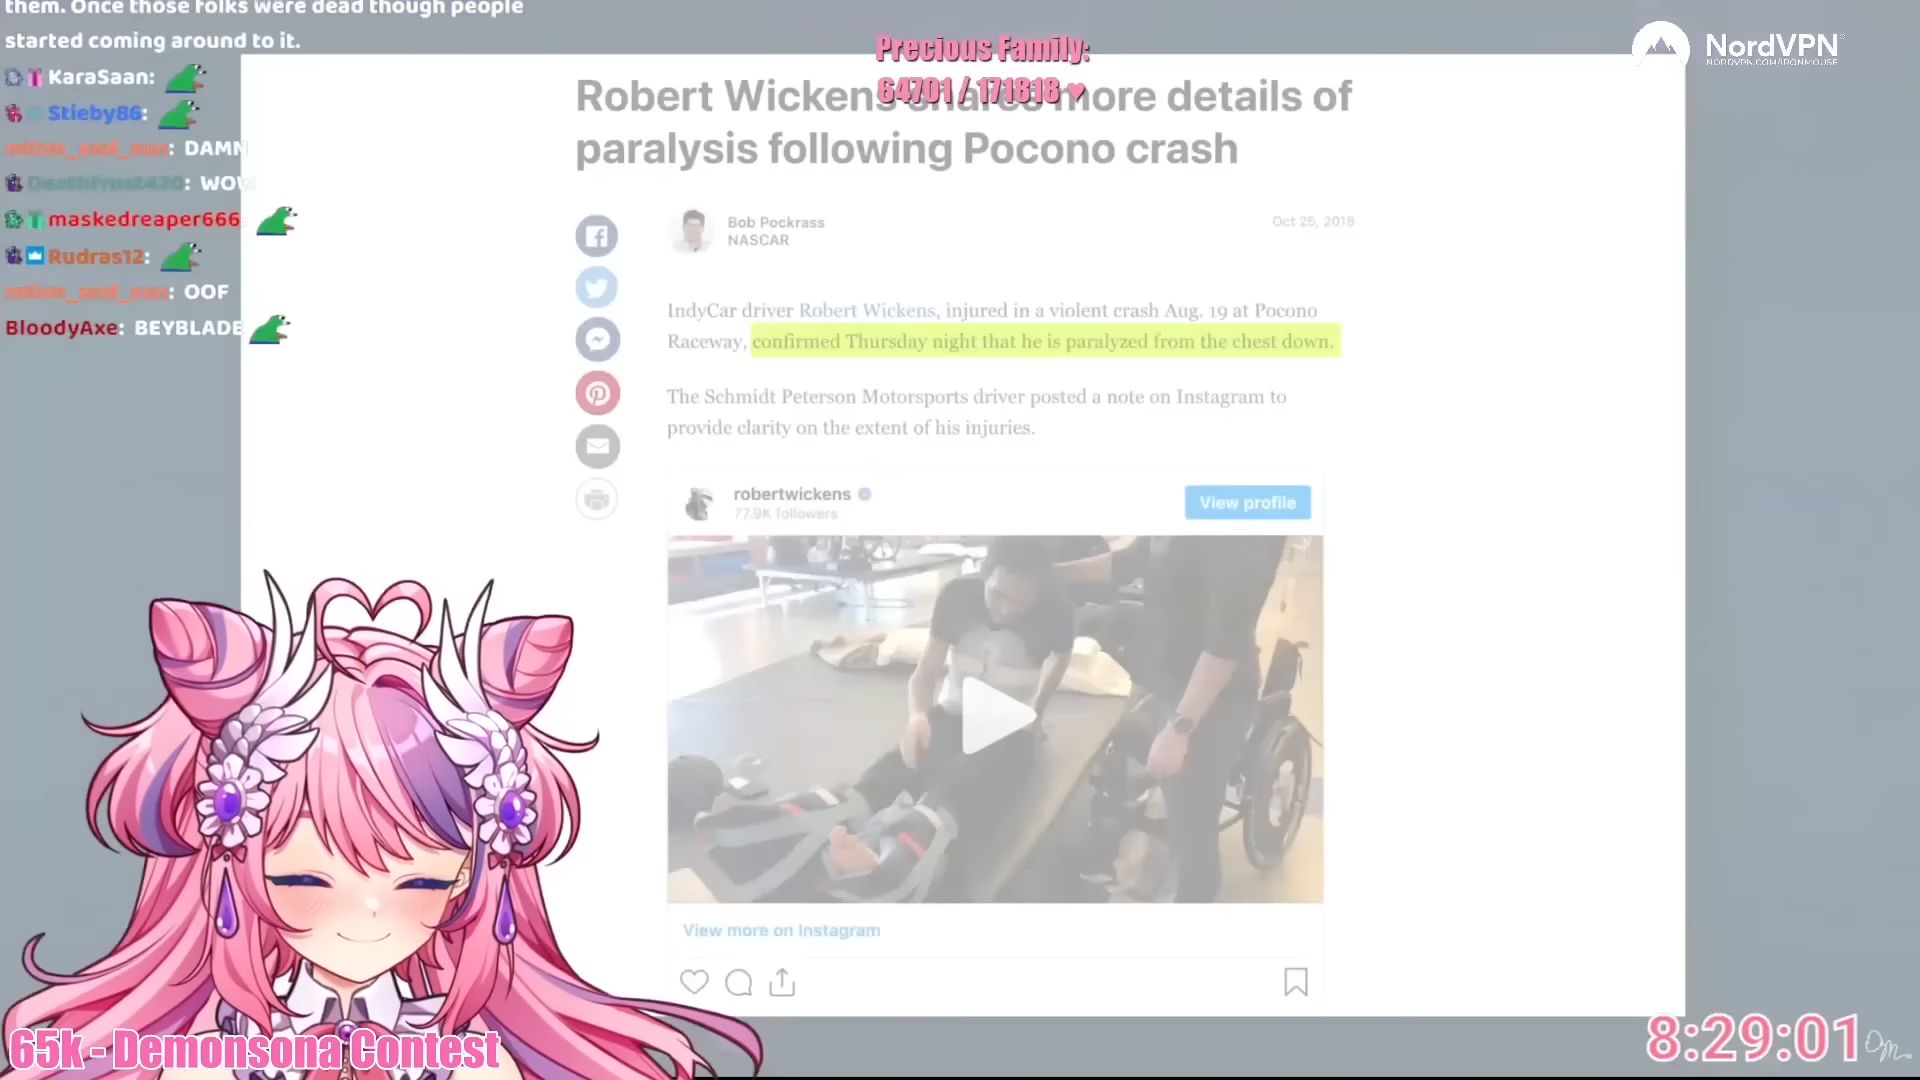 them. Once those folks were dead though people
started coming around to it.
KaraSaan:
Stieby86:
DAMN
DeathFrost420: WOW
maskedreaper666
Rudras12:
OOF
BloodyAxe: BEYBLADE
Precious Family:
64701 / 171818 ♥
NordVPN
NORDVPN.COM/IRONMOUSE
Robert Wickens shares more details of
paralysis following Pocono crash
Bob Pockrass
NASCAR
Oct 25, 2018
IndyCar driver Robert Wickens, injured in a violent crash Aug. 19 at Pocono
Raceway, confirmed Thursday night that he is paralyzed from the chest down.
The Schmidt Peterson Motorsports driver posted a note on Instagram to
provide clarity on the extent of his injuries.
robertwickens
77.9K followers
View profile
View more on Instagram
65k - Demonsona Contest
8:29:01